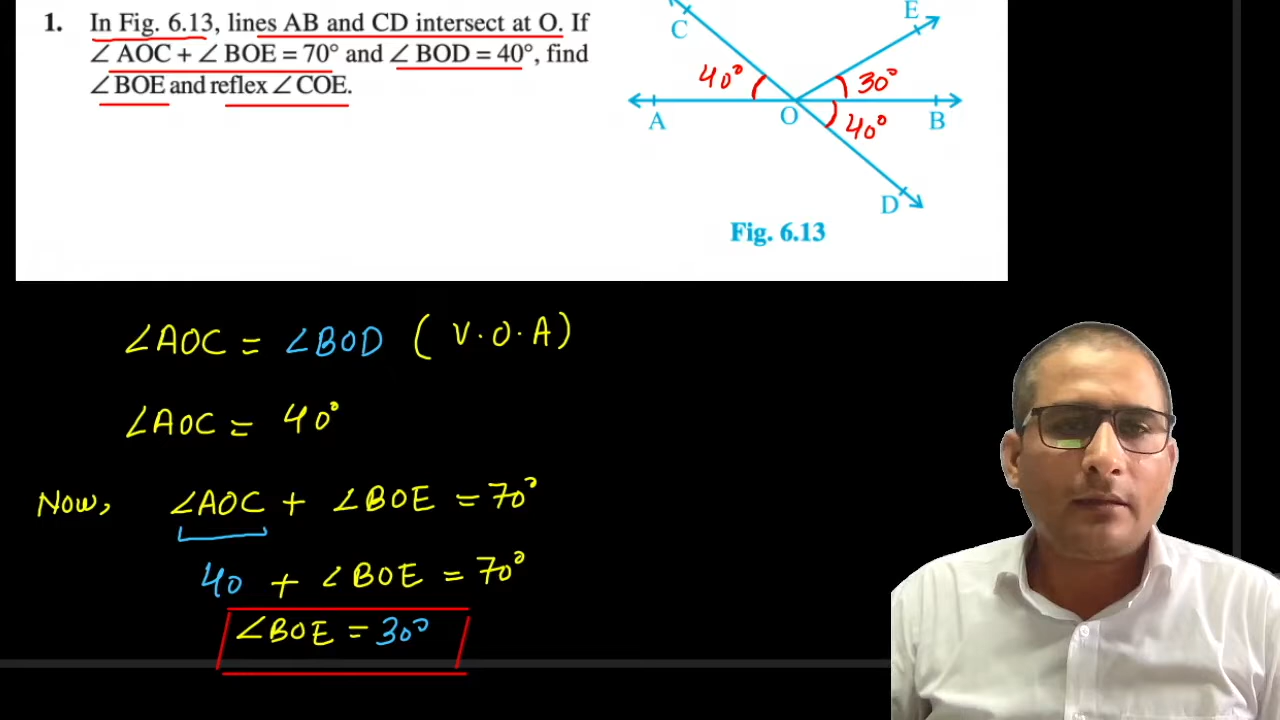 1. In Fig. 6.13, lines AB and CD intersect at O. If
∠ AOC + ∠ BOE = 70° and ∠ BOD = 40°, find
∠ BOE and reflex ∠ COE.
C
E
40°
30°
A
O
40°
B
D
Fig. 6.13
∠AOC = ∠BOD ( V.O.A)
∠AOC = 40°
Now, ∠AOC + ∠BOE = 70°
40 + ∠BOE = 70°
∠BOE = 30°